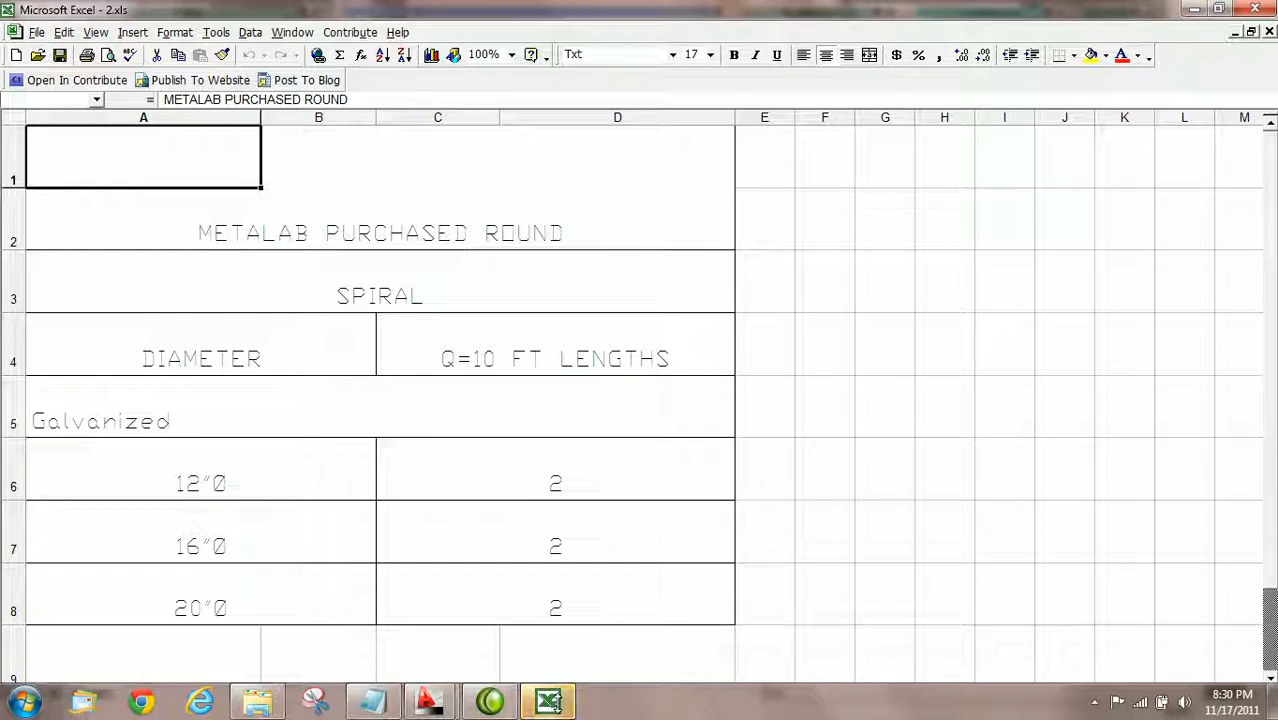 Microsoft Excel - 2.xls
File Edit View Insert Format Tools Data Window Contribute Help
100% Txt 17 B I U $ % ,
Open In Contribute Publish To Website Post To Blog
= METALAB PURCHASED ROUND
A B C D E F G H I J K L M
1
2 METALAB PURCHASED ROUND
3 SPIRAL
4 DIAMETER Q=10 FT LENGTHS
5 Galvanized
6 12"0 2
7 16"0 2
8 20"0 2
9
8:30 PM
11/17/2011